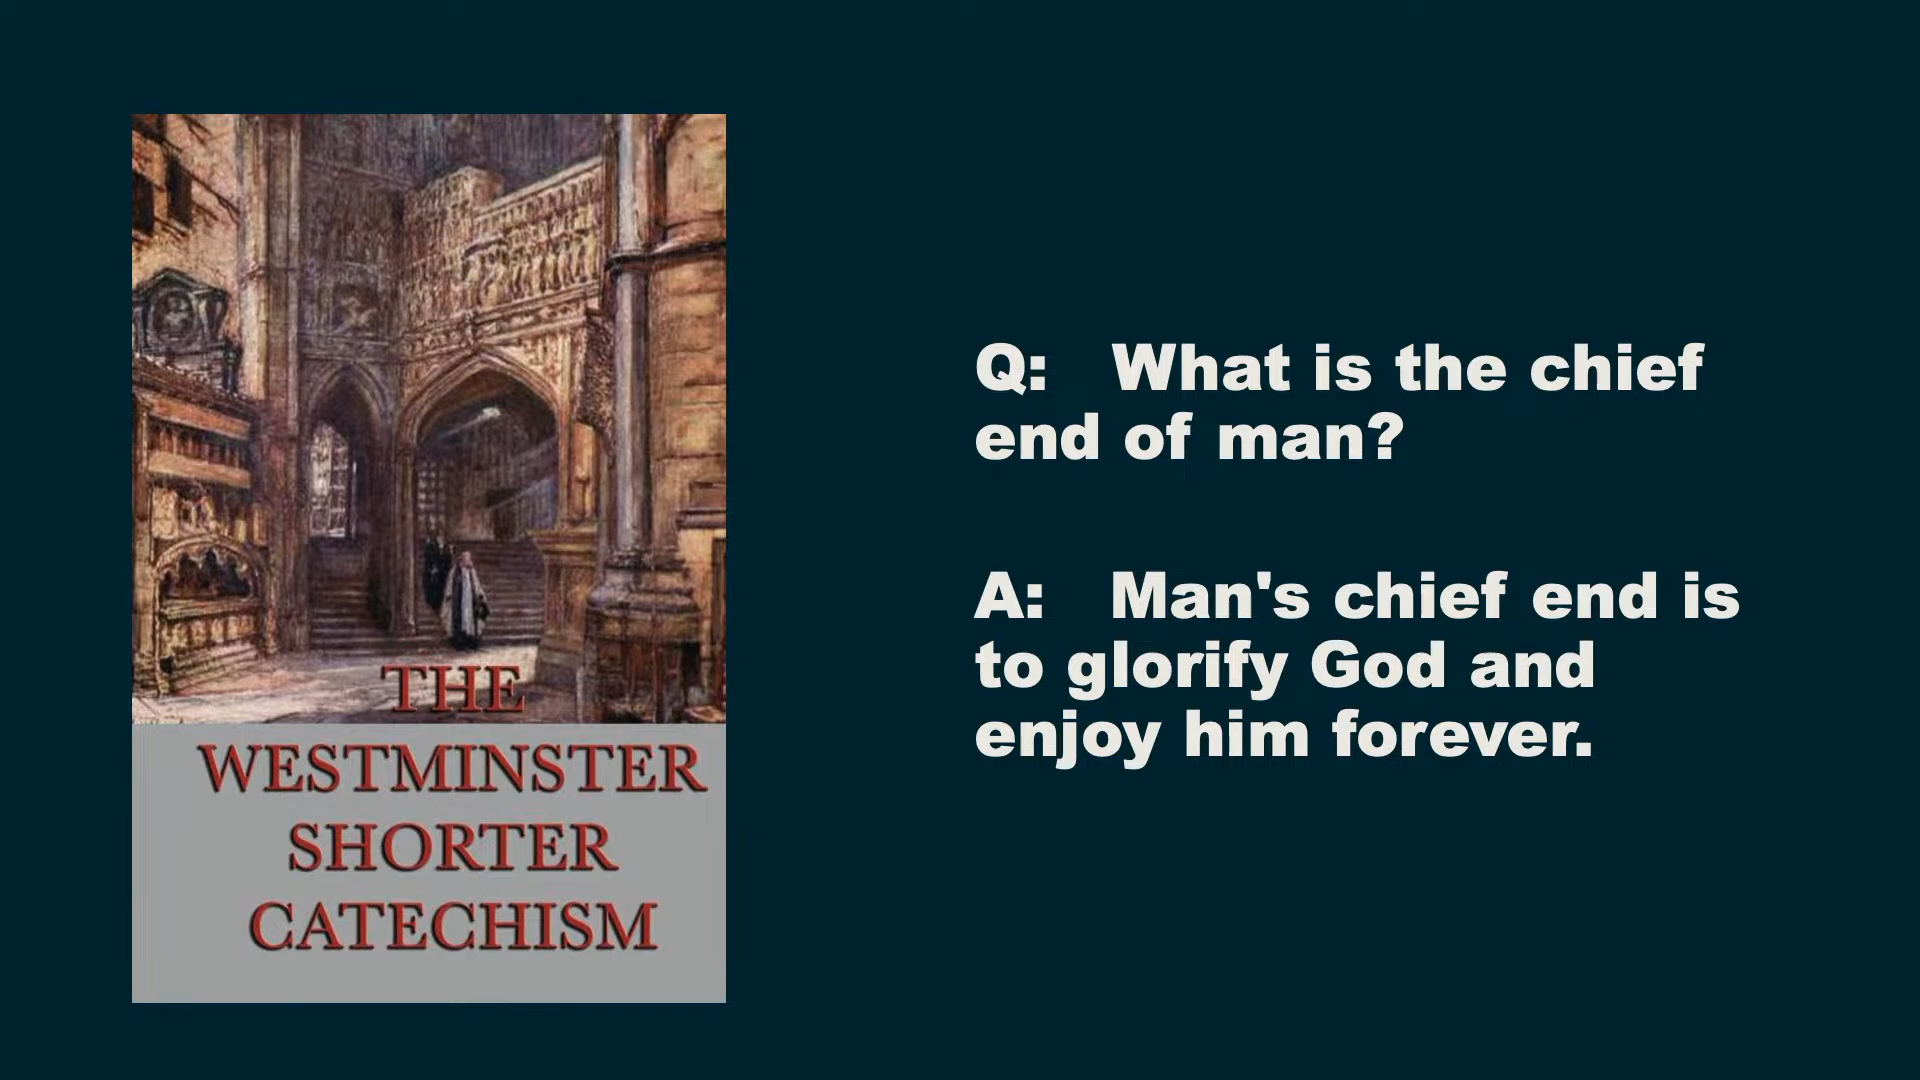 THE
WESTMINSTER
SHORTER
CATECHISM
Q: What is the chief
end of man?
A: Man's chief end is
to glorify God and
enjoy him forever.